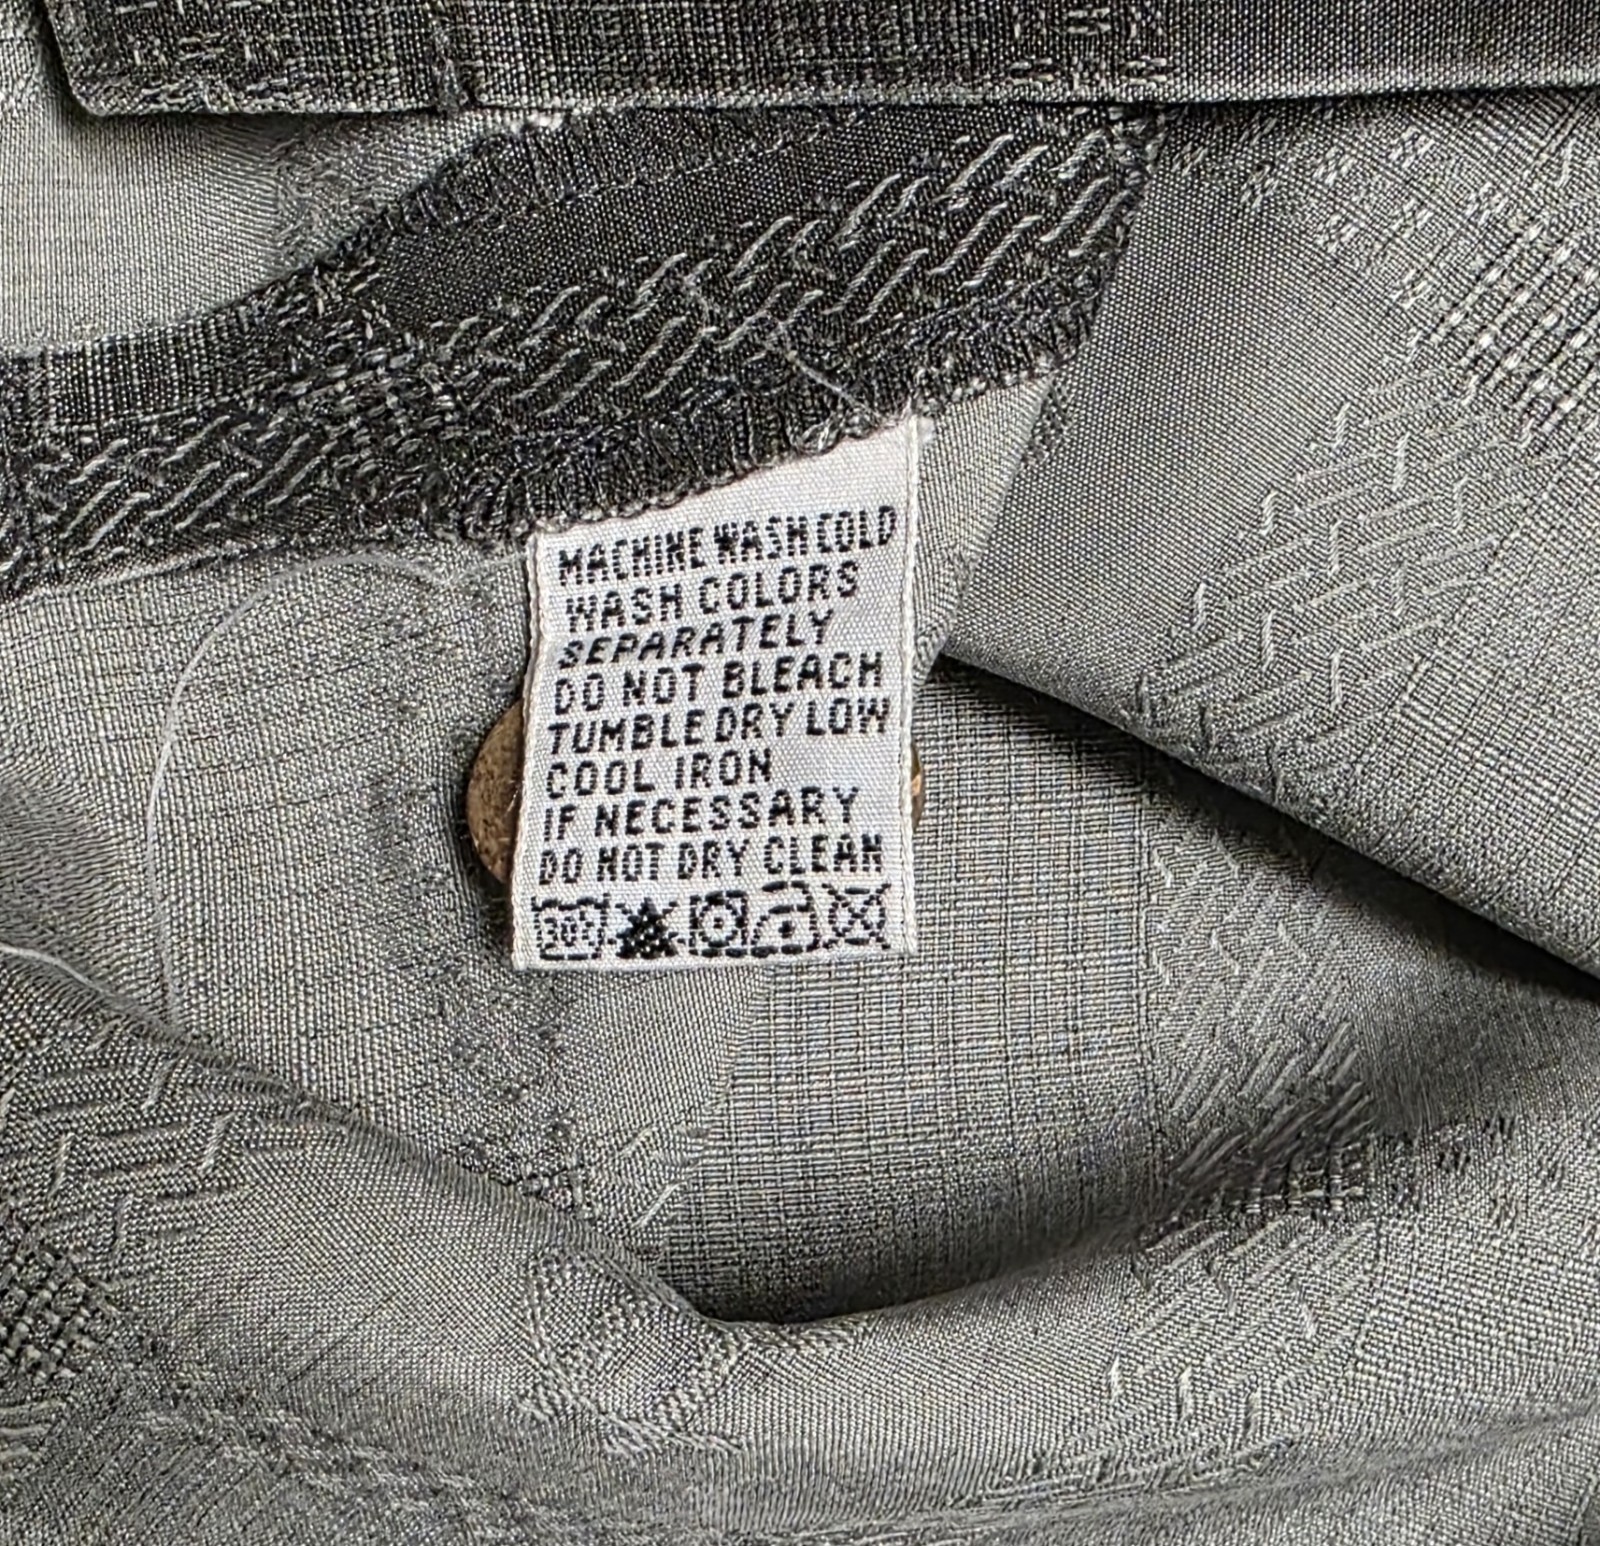 MACHINE WASH COLD
WASH COLORS
SEPARATELY
DO NOT BLEACH
TUMBLE DRY LOW
COOL IRON
IF NECESSARY
DO NOT DRY CLEAN
30°